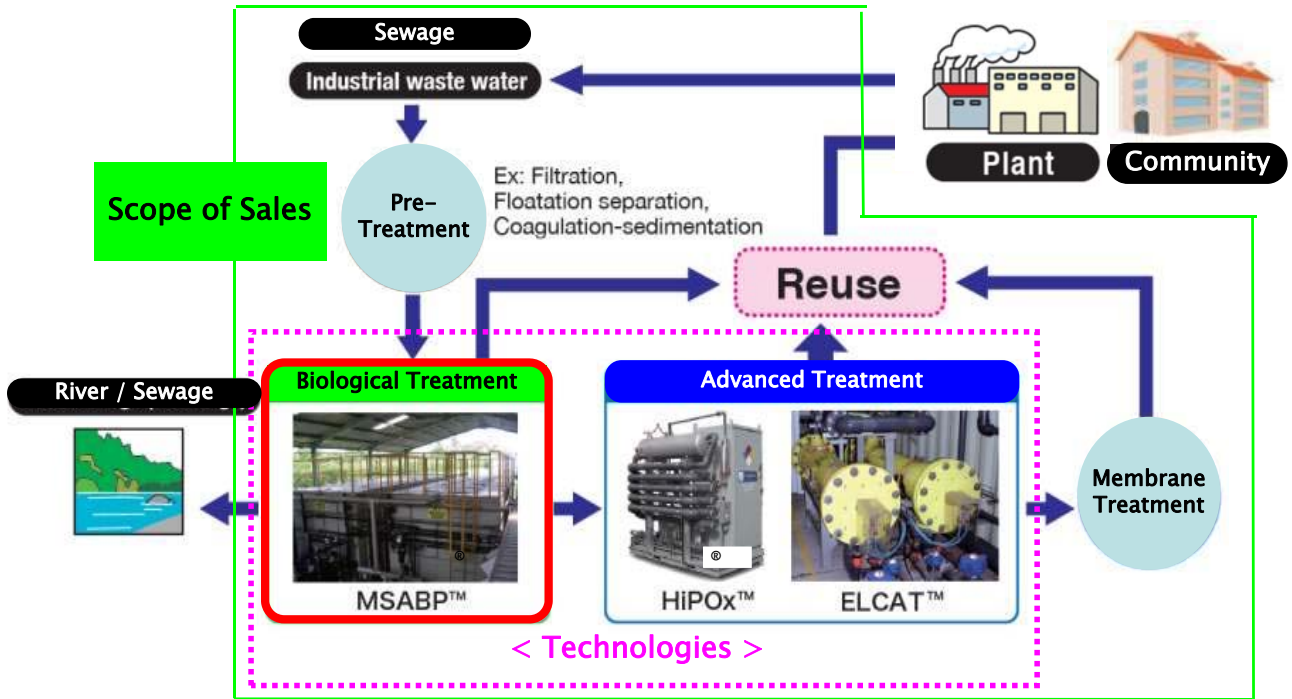 Sewage
Industrial waste water
Plant
Community
Scope of Sales
Pre-
Treatment
Ex: Filtration,
Floatation separation,
Coagulation-sedimentation
Reuse
River / Sewage
Biological Treatment
Advanced Treatment
Membrane
Treatment
®
®
MSABP™
HiPOx™
ELCAT™
< Technologies >